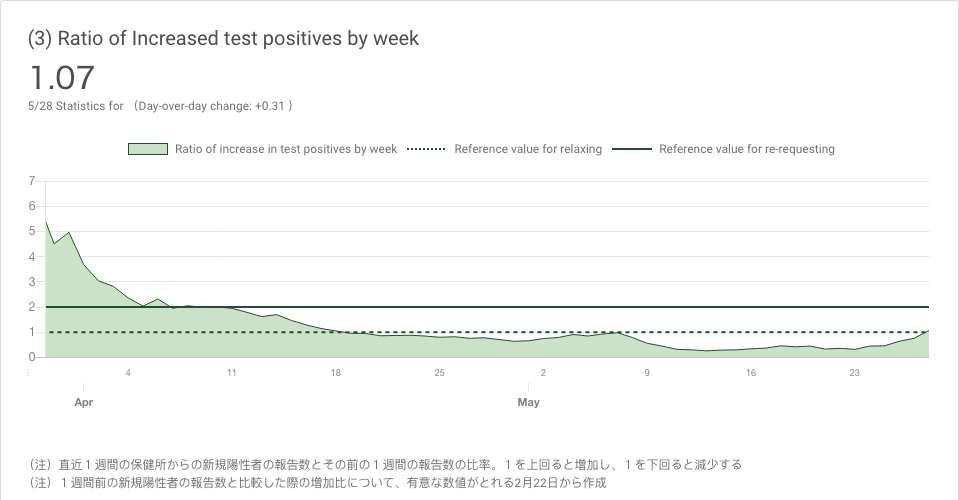 (3) Ratio of Increased test positives by week
1.07
5/28 Statistics for （Day-over-day change: +0.31 ）
Ratio of increase in test positives by week
Reference value for relaxing
Reference value for re-requesting
7
6
5
4
3
2
1
0
4 11 18 25 2 9 16 23
Apr May
（注）直近１週間の保健所からの新規陽性者の報告数とその前の１週間の報告数の比率。１を上回ると増加し、１を下回ると減少する
（注）１週間前の新規陽性者の報告数と比較した際の増加比について、有意な数値がとれる2月22日から作成